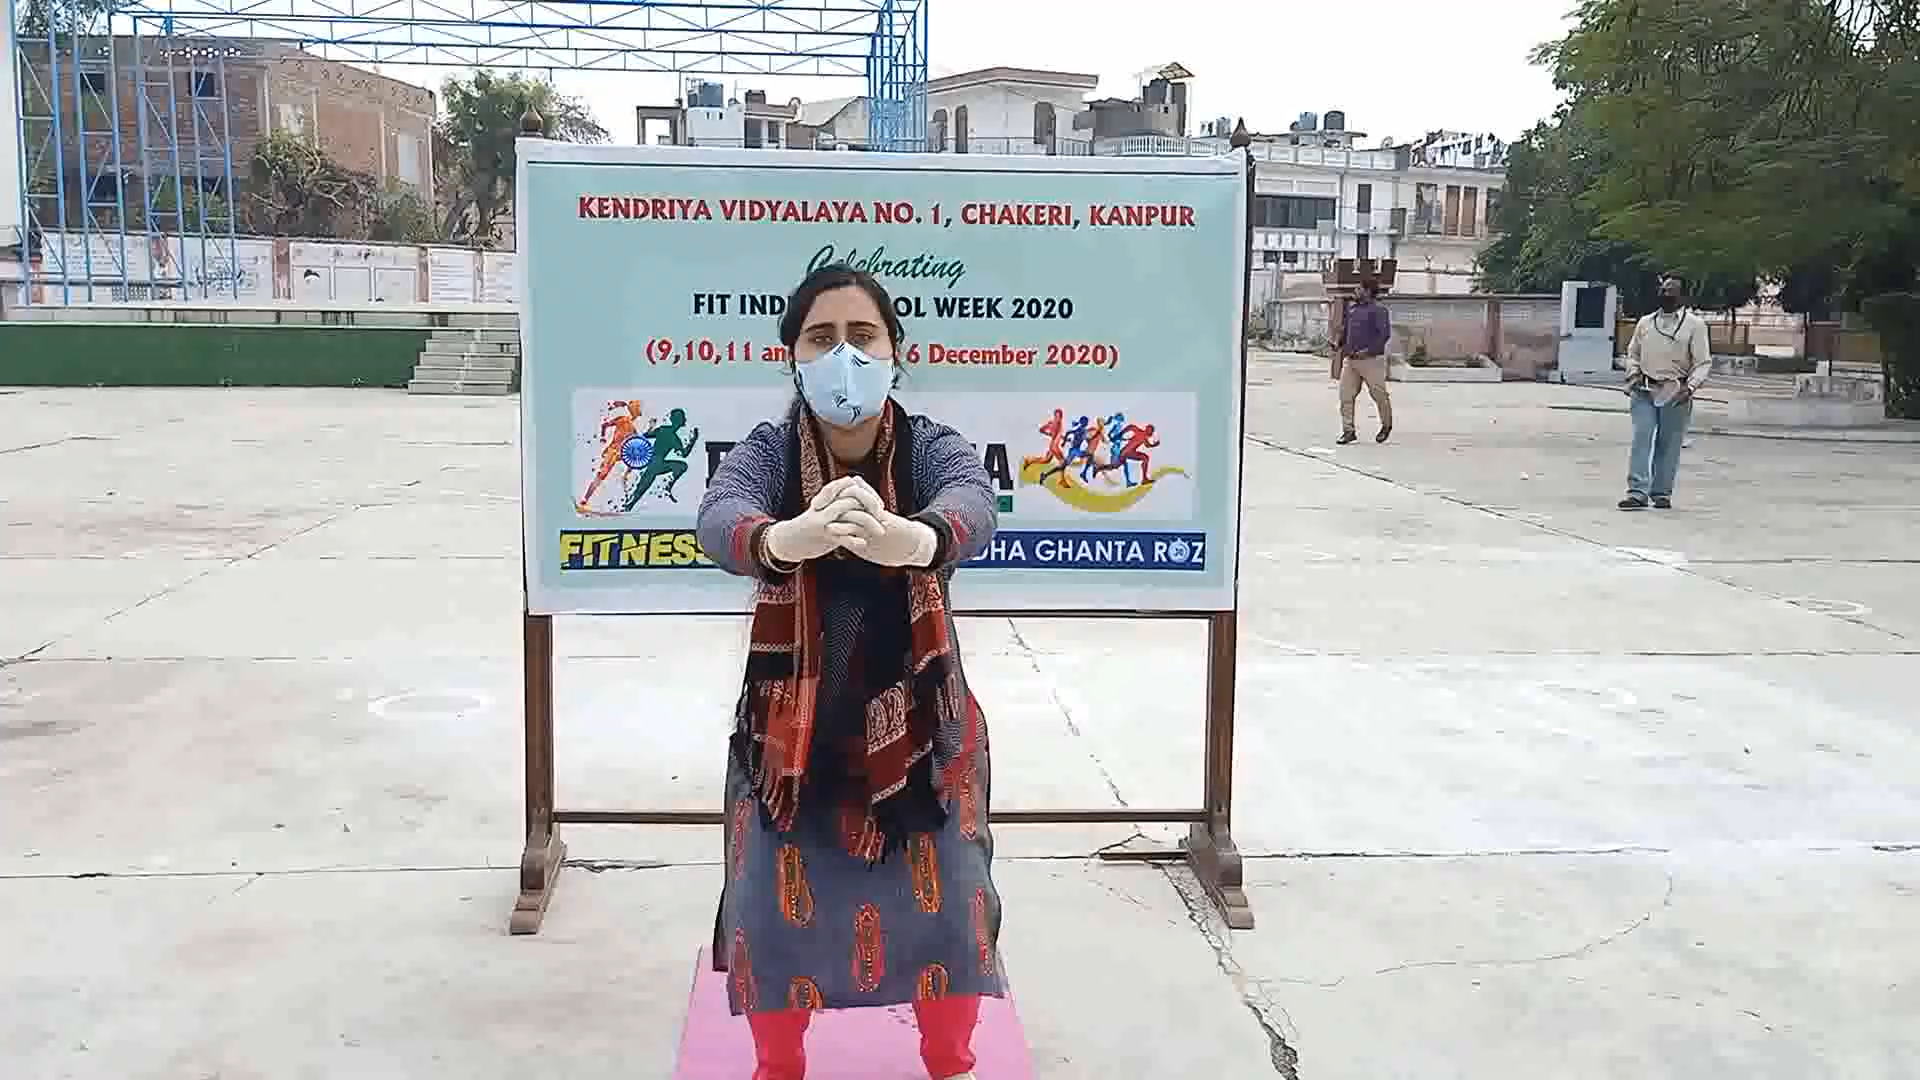 KENDRIYA VIDYALAYA NO. 1, CHAKERI, KANPUR
Celebrating
FIT IND OL WEEK 2020
(9,10,11 an 6 December 2020)
A
FITNESS DHA GHANTA ROZ